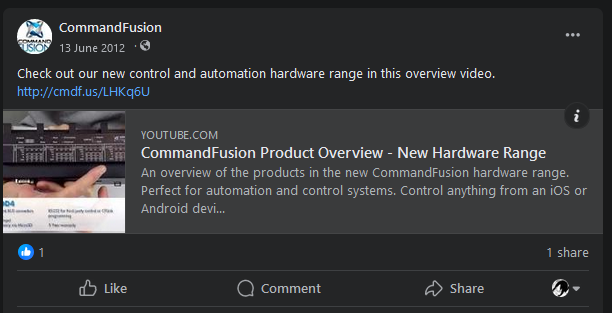 CommandFusion
13 June 2012 ·
Check out our new control and automation hardware range in this overview video.
http://cmdf.us/LHKq6U
YOUTUBE.COM
CommandFusion Product Overview - New Hardware Range
An overview of the products in the new CommandFusion hardware range.
Perfect for automation and control systems. Control anything from an iOS or
Android devi...
1
1 share
Like
Comment
Share